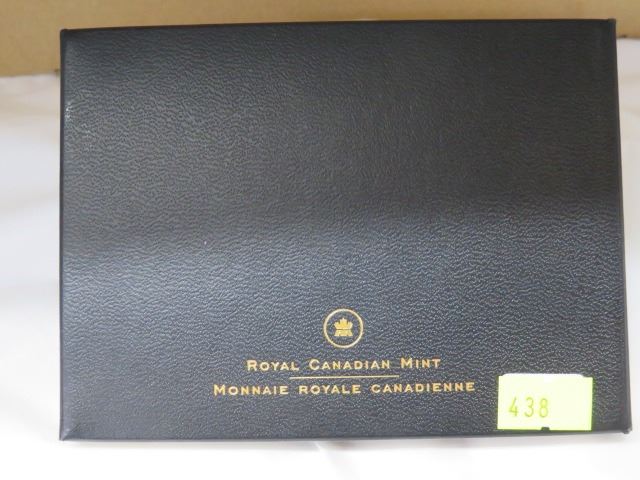 ROYAL CANADIAN MINT
MONNAIE ROYALE CANADIENNE
438